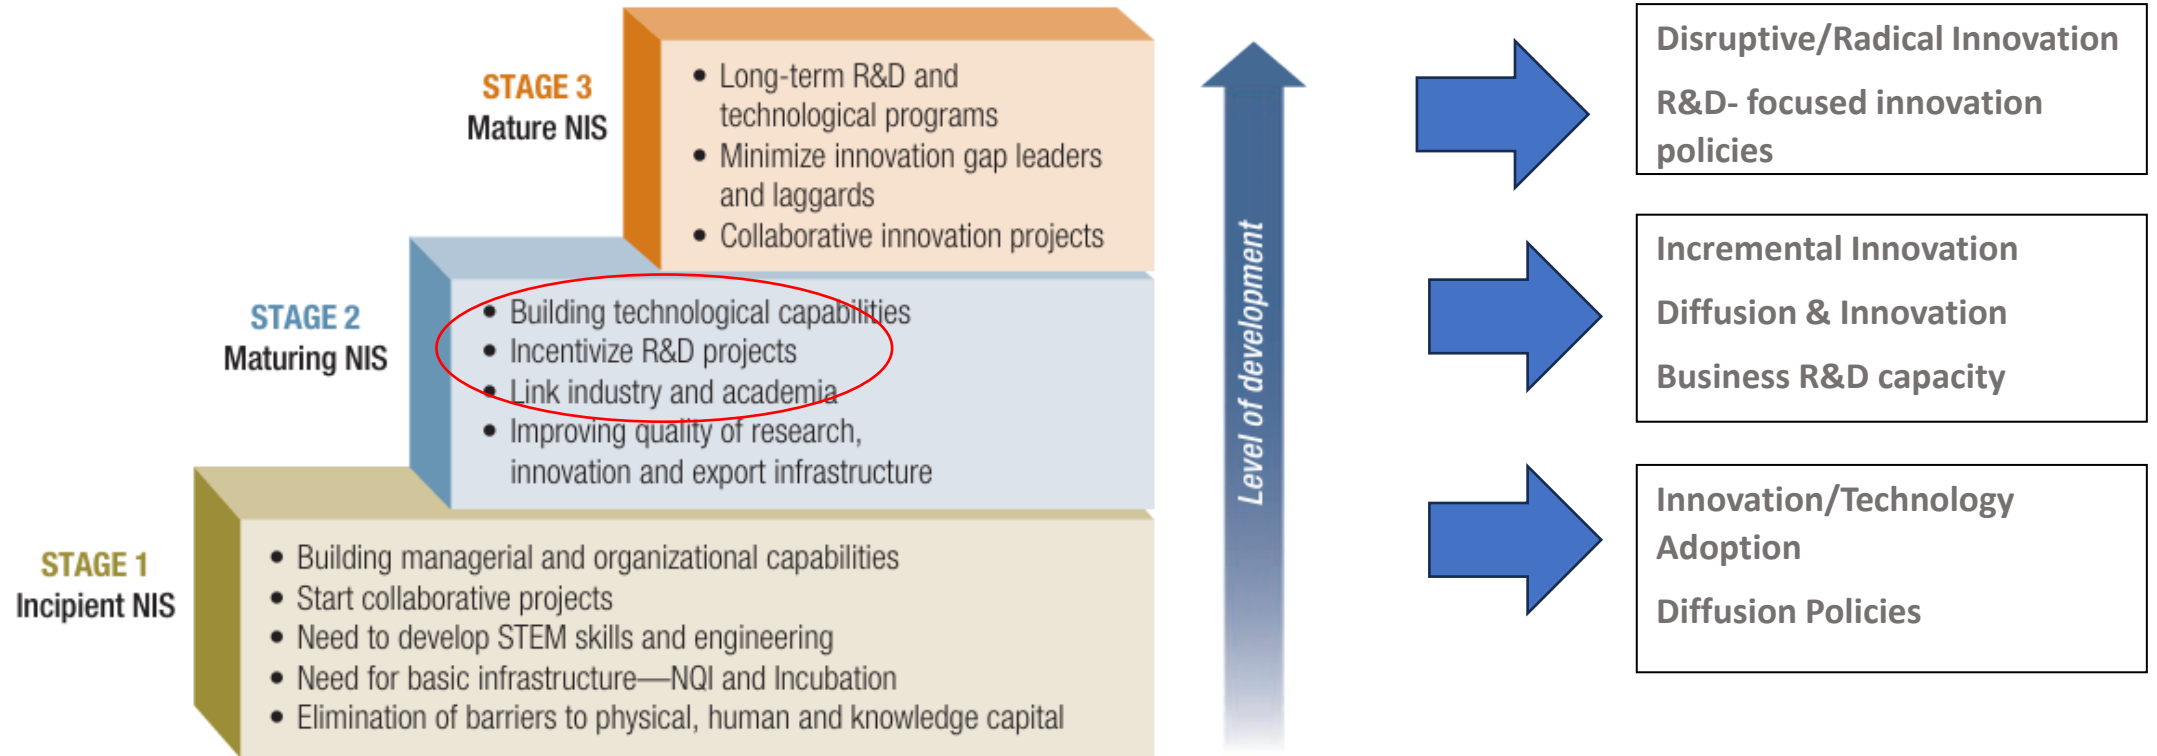 STAGE 3
Mature NIS
• Long-term R&D and
technological programs
• Minimize innovation gap leaders
and laggards
• Collaborative innovation projects
STAGE 2
Maturing NIS
• Building technological capabilities
• Incentivize R&D projects
• Link industry and academia
• Improving quality of research,
innovation and export infrastructure
STAGE 1
Incipient NIS
• Building managerial and organizational capabilities
• Start collaborative projects
• Need to develop STEM skills and engineering
• Need for basic infrastructure—NQI and Incubation
• Elimination of barriers to physical, human and knowledge capital
Level of development
Disruptive/Radical Innovation
R&D- focused innovation
policies
Incremental Innovation
Diffusion & Innovation
Business R&D capacity
Innovation/Technology
Adoption
Diffusion Policies